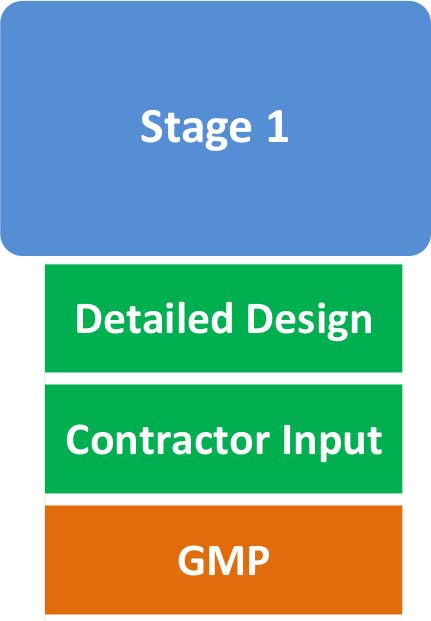 Stage 1
Detailed Design
Contractor Input
GMP